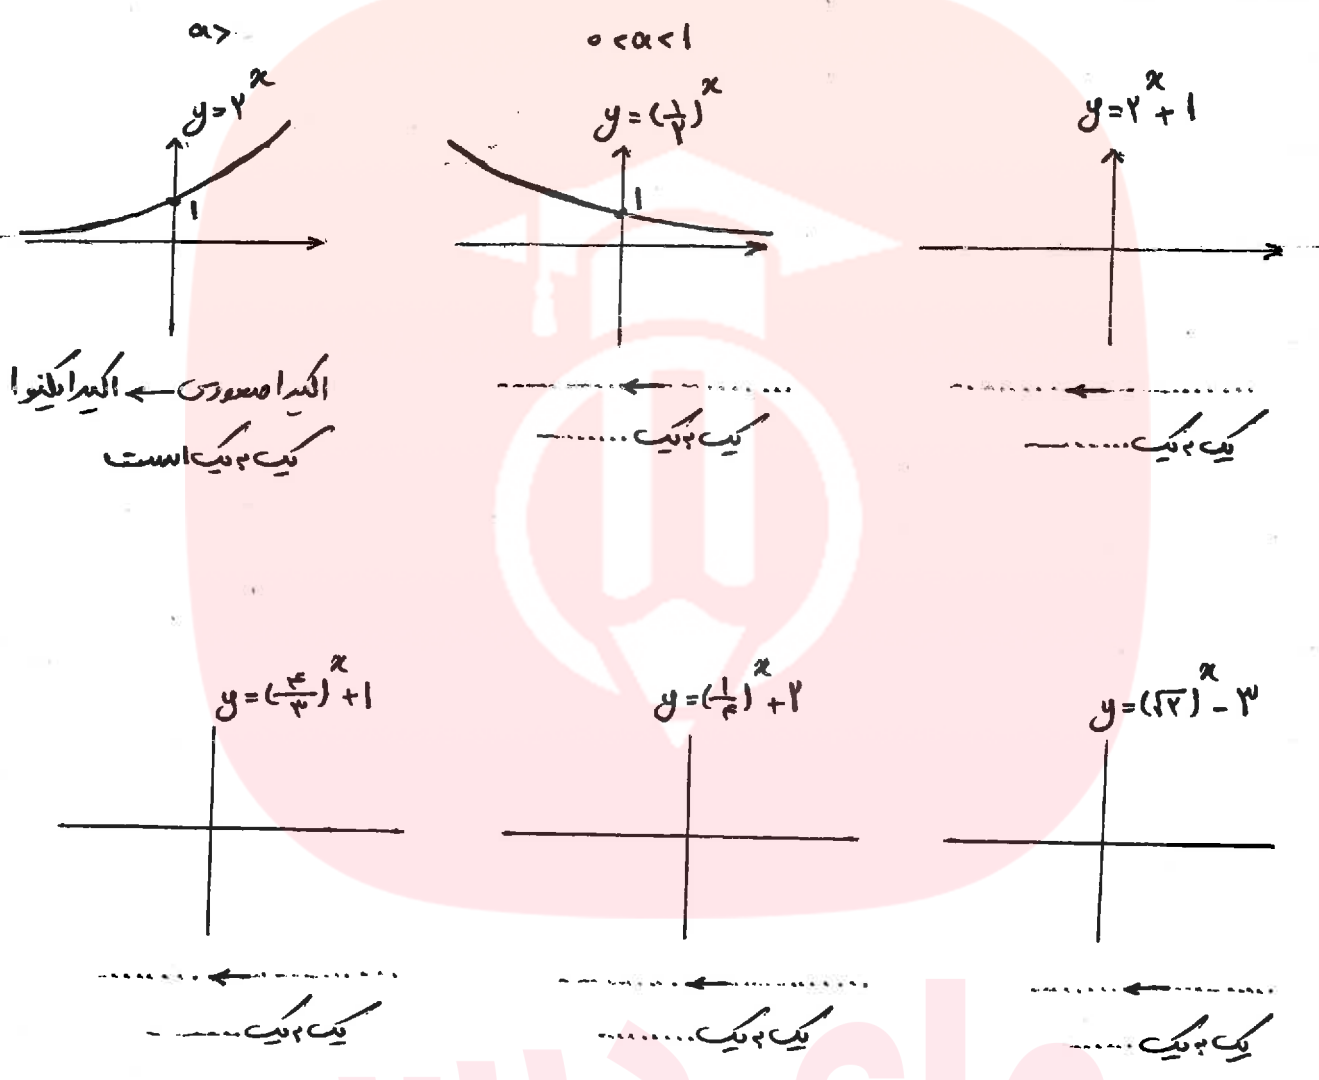 a>
۰<a<۱
y=۲^x
y=(۱/۲)^x
y=۲^x+۱
۱
۱
اکیدا صعودی ← اکیدا یکنوا
........ ← ........
........ ← ........
یک به یک است
یک به یک ........
یک به یک ........
y=(۴/۳)^x+۱
y=(۱/۴)^x+۲
y=(√۲)^x-۳
........ ← ........
........ ← ........
........ ← ........
یک به یک ........
یک به یک ........
یک به یک ........